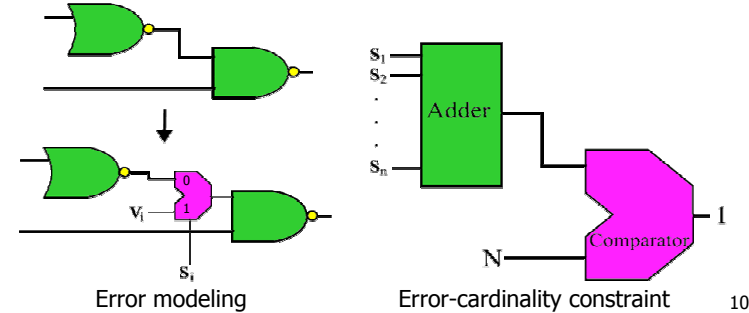 0
1
Vi
Si
Error modeling
S1
S2
.
.
.
Sn
Adder
N
Comparator
1
Error-cardinality constraint
10